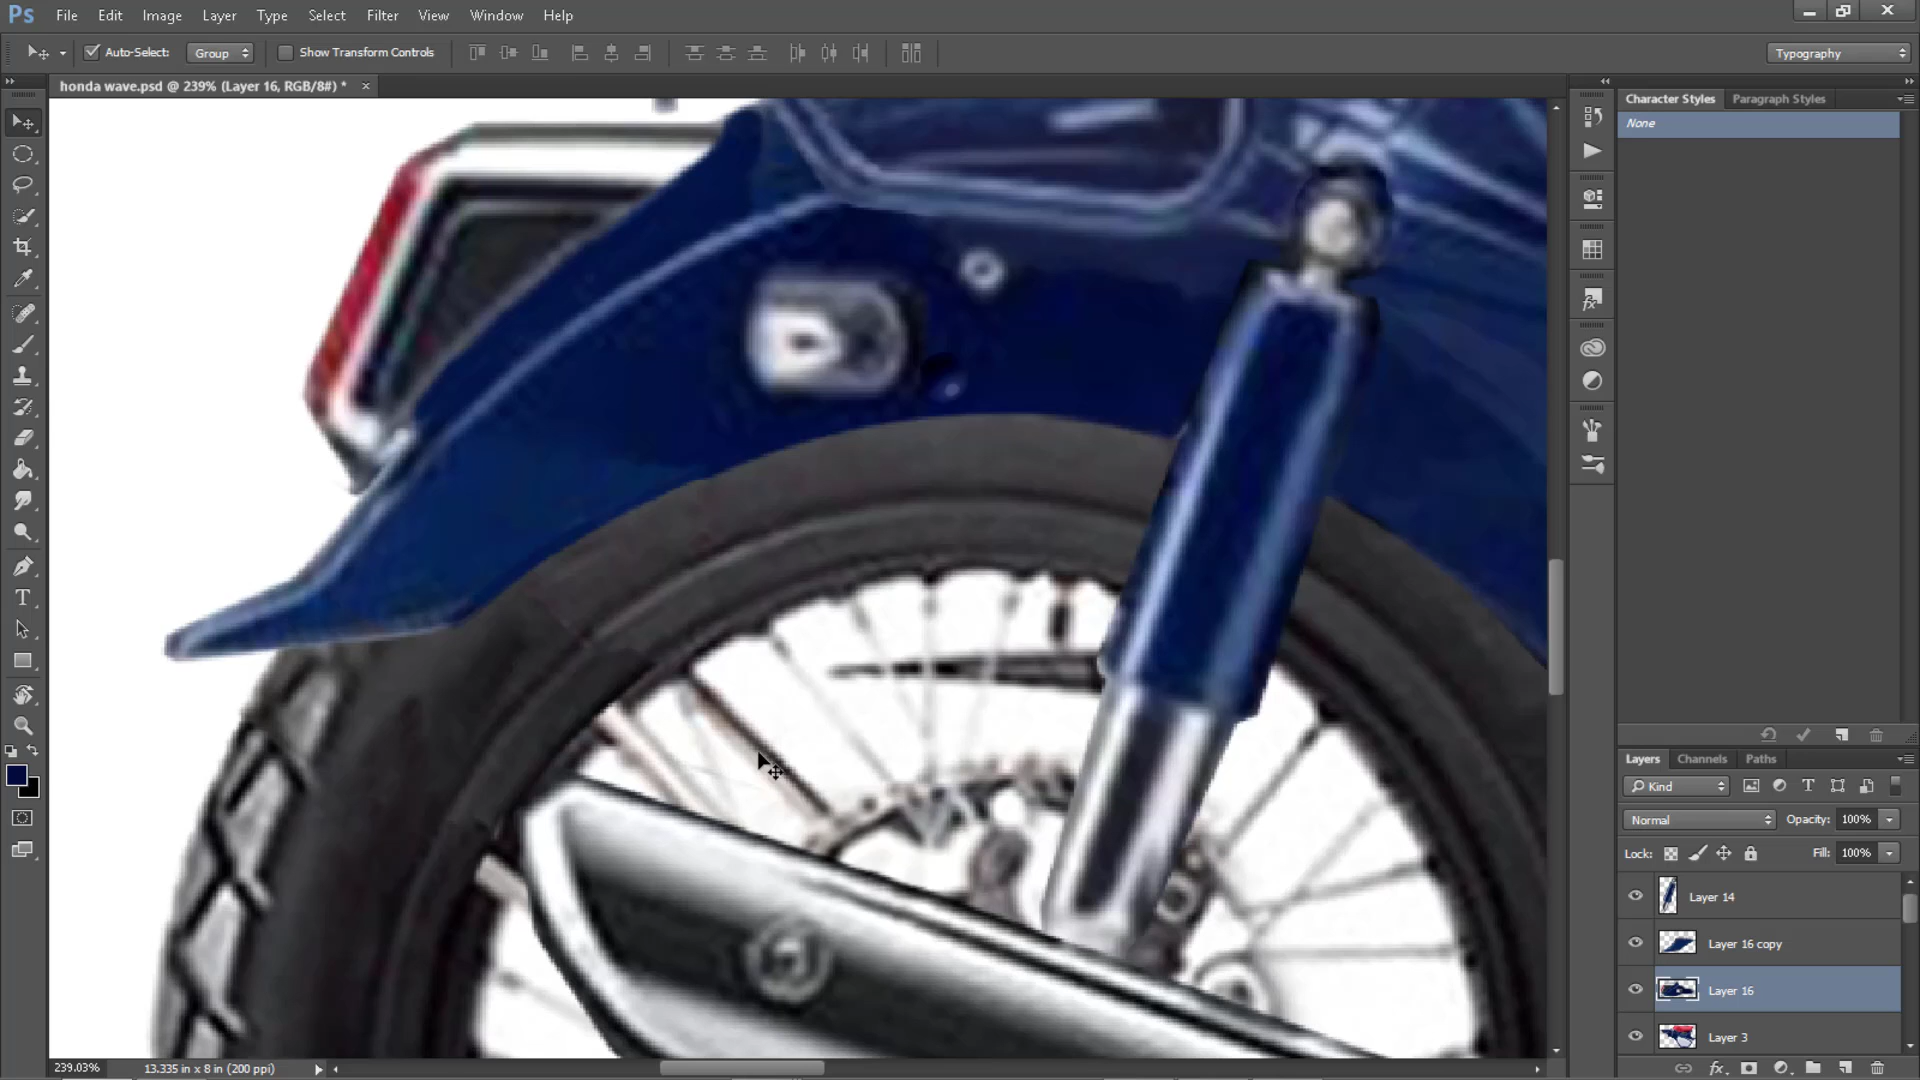 Ps File Edit Image Layer Type Select Filter View Window Help
Auto-Select: Group Show Transform Controls Typography
honda wave.psd @ 239% (Layer 16, RGB/8#) * ×
Character Styles Paragraph Styles
None
Layers Channels Paths
Kind
Normal Opacity: 100%
Lock: Fill: 100%
Layer 14
Layer 16 copy
Layer 16
Layer 3
239.03% 13.335 in x 8 in (200 ppi)